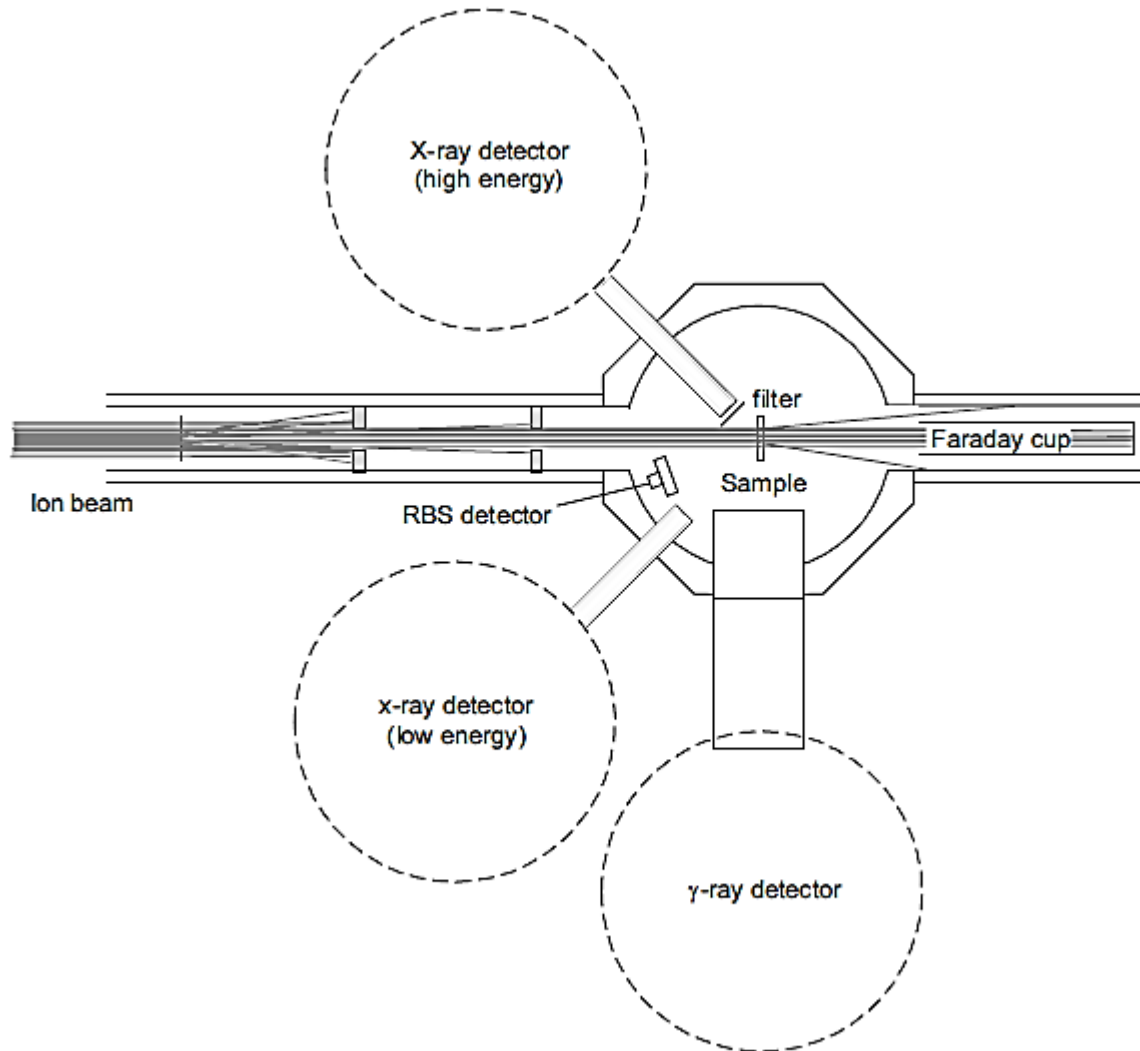 X-ray detector
(high energy)
filter
Faraday cup
Ion beam
Sample
RBS detector
x-ray detector
(low energy)
γ-ray detector